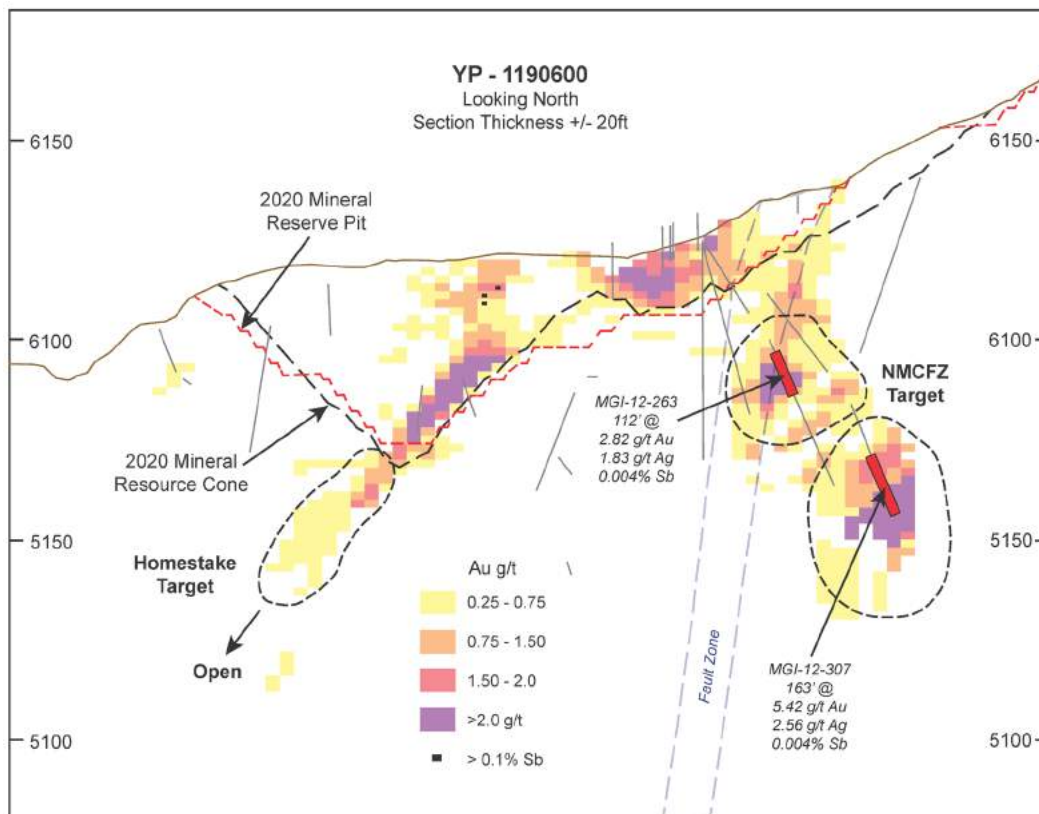 YP - 1190600
Looking North
Section Thickness +/- 20ft
6150
6150
2020 Mineral
Reserve Pit
6100
6100
NMCFZ
Target
MGI-12-263
112' @
2.82 g/t Au
1.83 g/t Ag
0.004% Sb
2020 Mineral
Resource Cone
5150
5150
Homestake
Target
Au g/t
0.25 - 0.75
0.75 - 1.50
1.50 - 2.0
>2.0 g/t
> 0.1% Sb
Open
Fault Zone
MGI-12-307
163' @
5.42 g/t Au
2.56 g/t Ag
0.004% Sb
5100
5100